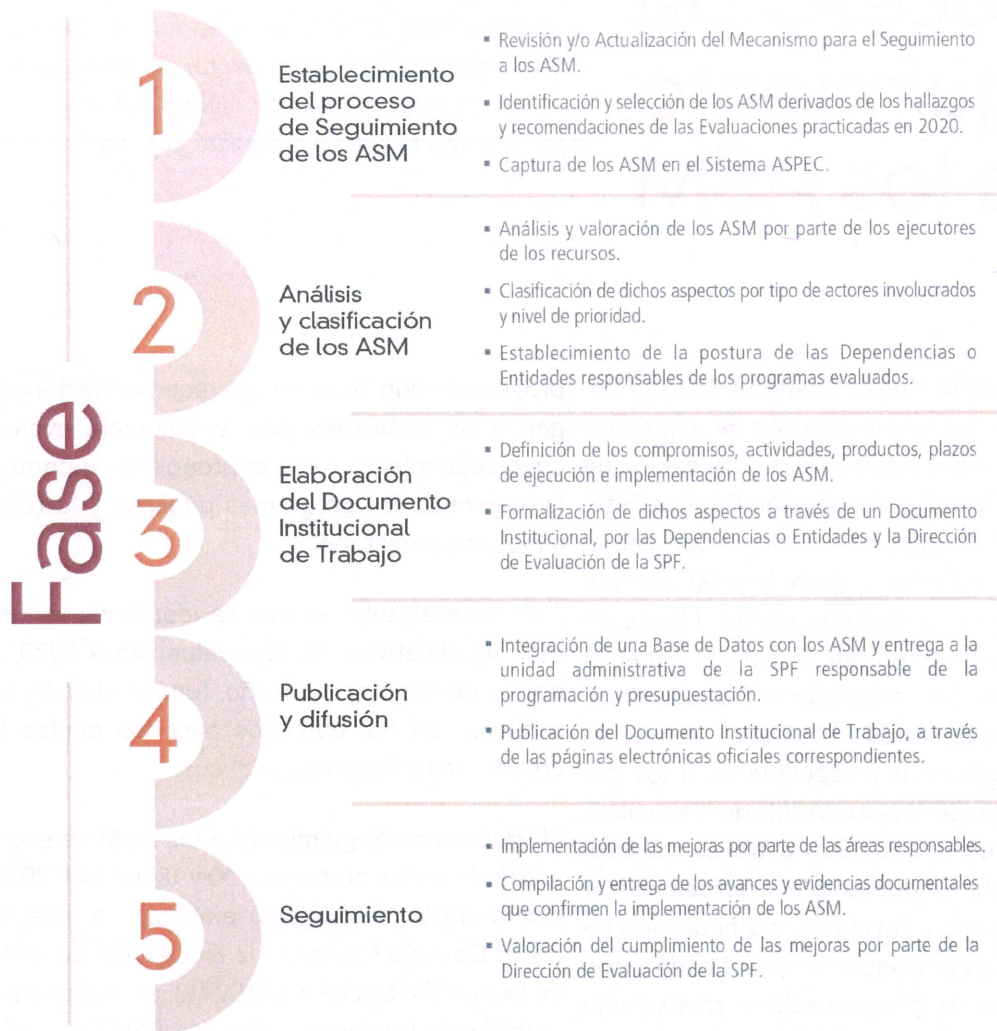 Fase
1
Establecimiento
del proceso
de Seguimiento
de los ASM
▪ Revisión y/o Actualización del Mecanismo para el Seguimiento
a los ASM.
▪ Identificación y selección de los ASM derivados de los hallazgos
y recomendaciones de las Evaluaciones practicadas en 2020.
▪ Captura de los ASM en el Sistema ASPEC.
2
Análisis
y clasificación
de los ASM
▪ Análisis y valoración de los ASM por parte de los ejecutores
de los recursos.
▪ Clasificación de dichos aspectos por tipo de actores involucrados
y nivel de prioridad.
▪ Establecimiento de la postura de las Dependencias o
Entidades responsables de los programas evaluados.
3
Elaboración
del Documento
Institucional
de Trabajo
▪ Definición de los compromisos, actividades, productos, plazos
de ejecución e implementación de los ASM.
▪ Formalización de dichos aspectos a través de un Documento
Institucional, por las Dependencias o Entidades y la Dirección
de Evaluación de la SPF.
4
Publicación
y difusión
▪ Integración de una Base de Datos con los ASM y entrega a la
unidad administrativa de la SPF responsable de la
programación y presupuestación.
▪ Publicación del Documento Institucional de Trabajo, a través
de las páginas electrónicas oficiales correspondientes.
5
Seguimiento
▪ Implementación de las mejoras por parte de las áreas responsables.
▪ Compilación y entrega de los avances y evidencias documentales
que confirmen la implementación de los ASM.
▪ Valoración del cumplimiento de las mejoras por parte de la
Dirección de Evaluación de la SPF.